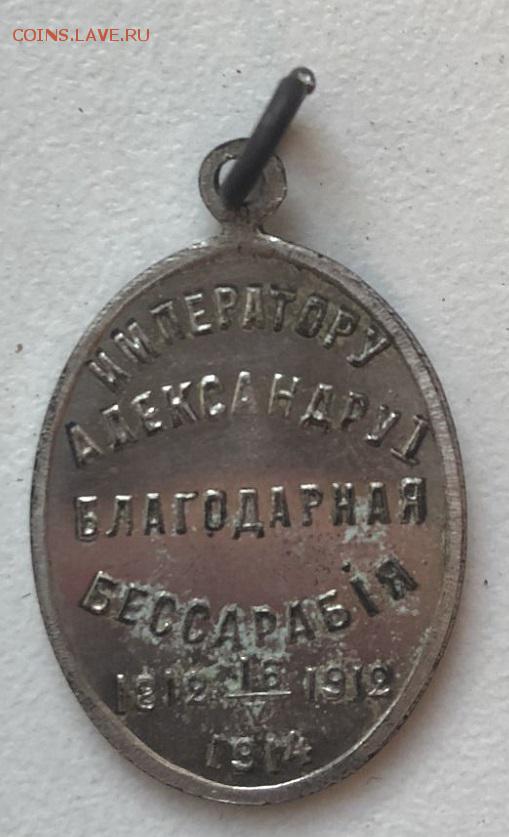 COINS.LAVE.RU
ИМПЕРАТОРУ
АЛЕКСАНДРУ I
БЛАГОДАРНАЯ
БЕССАРАБІЯ
1812 16/V 1912
1914